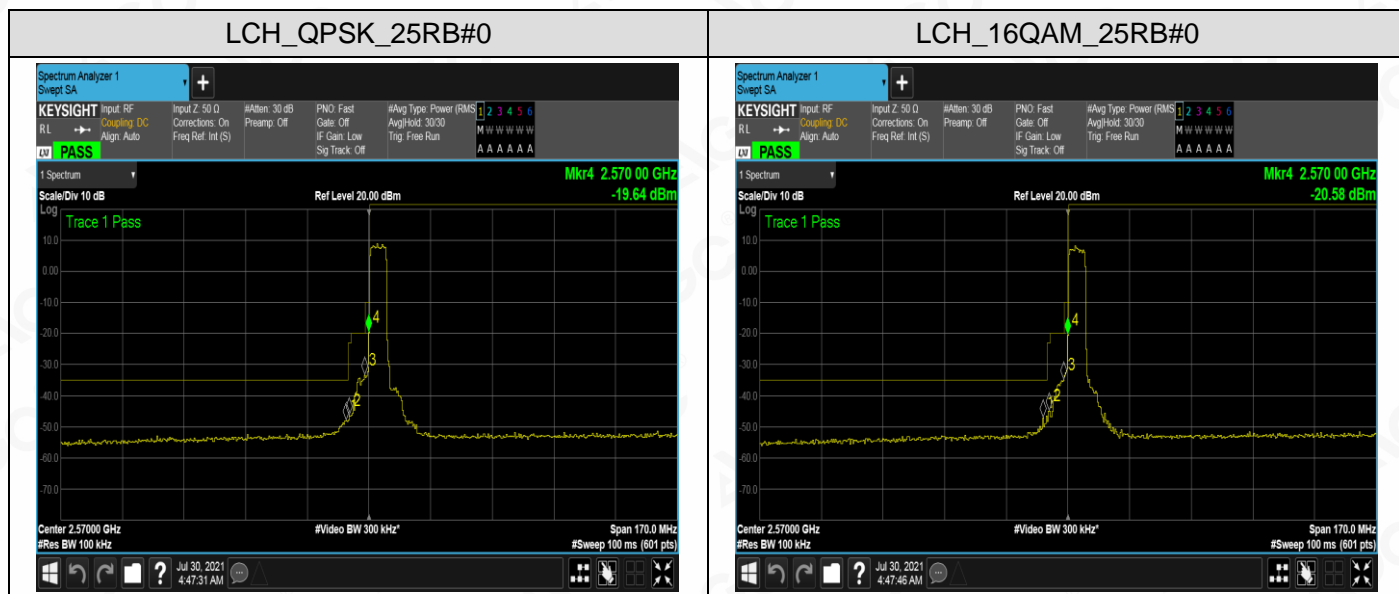 LCH_QPSK_25RB#0
Spectrum Analyzer 1
Swept SA
+
KEYSIGHT
Input: RF
RL
Coupling: DC
Align: Auto
Input Z: 50 Ω
Corrections: On
Freq Ref: Int (S)
#Atten: 30 dB
Preamp: Off
PNO: Fast
Gate: Off
IF Gain: Low
Sig Track: Off
#Avg Type: Power (RMS
Avg|Hold: 30/30
Trig: Free Run
1 2 3 4 5 6
M W W W W W
A A A A A A
LXI PASS
1 Spectrum
Mkr4 2.570 00 GHz
Scale/Div 10 dB
Ref Level 20.00 dBm
-19.64 dBm
Log
Trace 1 Pass
10.0
0.00
-10.0
-20.0
-30.0
-40.0
-50.0
-60.0
-70.0
4
3
2
Center 2.57000 GHz
#Video BW 300 kHz*
Span 170.0 MHz
#Res BW 100 kHz
#Sweep 100 ms (601 pts)
?
Jul 30, 2021
4:47:31 AM
LCH_16QAM_25RB#0
Spectrum Analyzer 1
Swept SA
+
KEYSIGHT
Input: RF
RL
Coupling: DC
Align: Auto
Input Z: 50 Ω
Corrections: On
Freq Ref: Int (S)
#Atten: 30 dB
Preamp: Off
PNO: Fast
Gate: Off
IF Gain: Low
Sig Track: Off
#Avg Type: Power (RMS
Avg|Hold: 30/30
Trig: Free Run
1 2 3 4 5 6
M W W W W W
A A A A A A
LXI PASS
1 Spectrum
Mkr4 2.570 00 GHz
Scale/Div 10 dB
Ref Level 20.00 dBm
-20.58 dBm
Log
Trace 1 Pass
10.0
0.00
-10.0
-20.0
-30.0
-40.0
-50.0
-60.0
-70.0
4
3
2
Center 2.57000 GHz
#Video BW 300 kHz*
Span 170.0 MHz
#Res BW 100 kHz
#Sweep 100 ms (601 pts)
?
Jul 30, 2021
4:47:46 AM